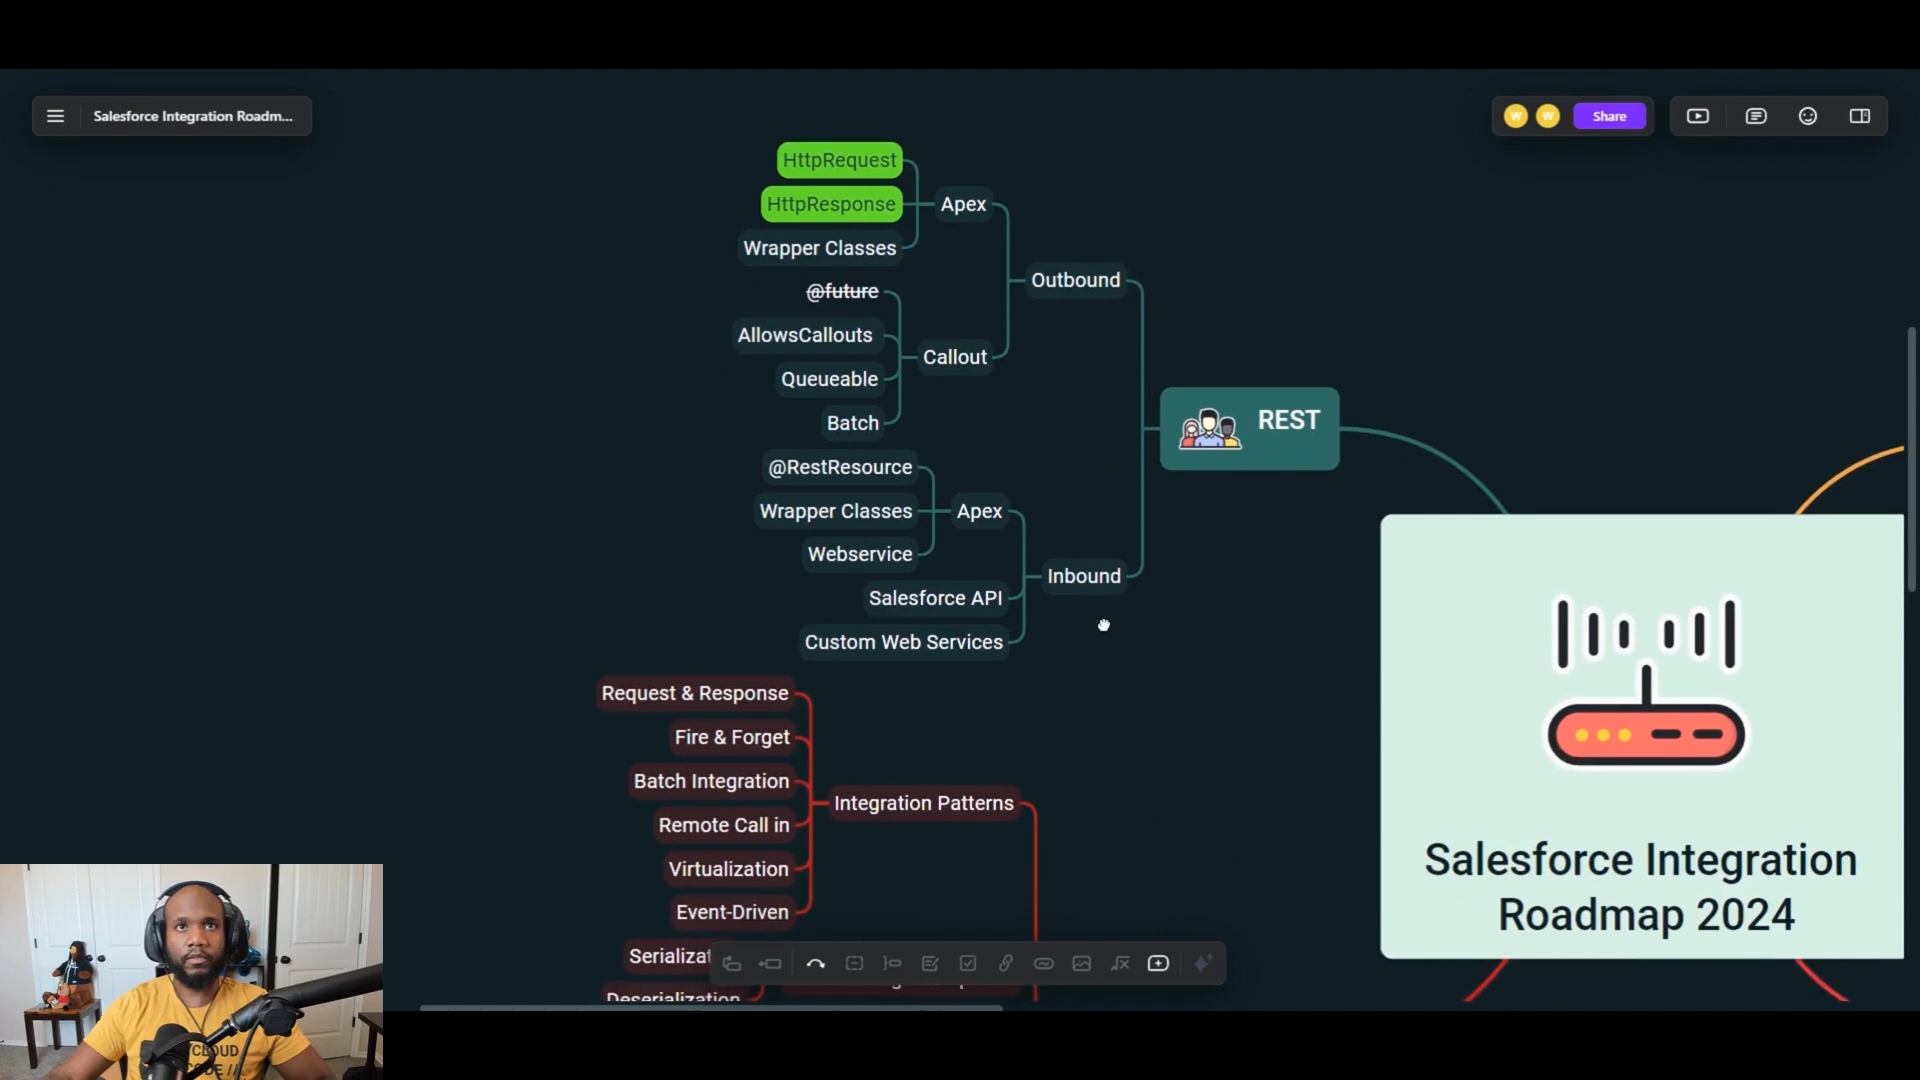 Salesforce Integration Roadm...
W
W
Share
HttpRequest
HttpResponse
Apex
Wrapper Classes
@future
Outbound
AllowsCallouts
Callout
Queueable
Batch
REST
@RestResource
Wrapper Classes
Apex
Webservice
Inbound
Salesforce API
Custom Web Services
Request & Response
Fire & Forget
Batch Integration
Integration Patterns
Remote Call in
Virtualization
Event-Driven
Deserialization
Salesforce Integration
Roadmap 2024
CLOUD